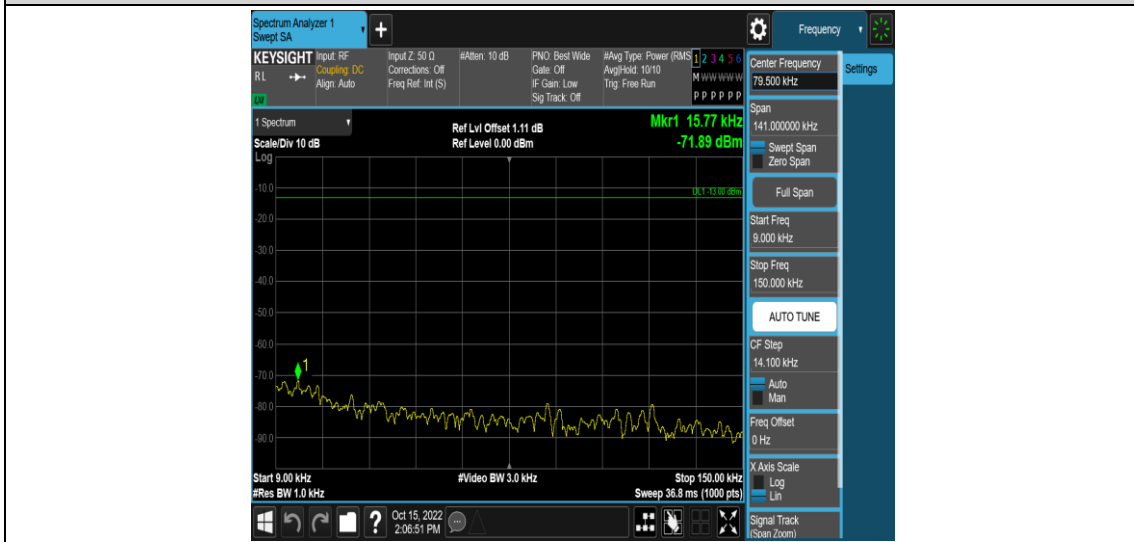 Spectrum Analyzer 1
Swept SA
+
Frequency
KEYSIGHT
RL
LXI
Input: RF
Coupling: DC
Align: Auto
Input Z: 50 Ω
Corrections: Off
Freq Ref: Int (S)
#Atten: 10 dB
PNO: Best Wide
Gate: Off
IF Gain: Low
Sig Track: Off
#Avg Type: Power (RMS
Avg|Hold: 10/10
Trig: Free Run
1 2 3 4 5 6
M W W W W W
P P P P P P
1 Spectrum
Scale/Div 10 dB
Log
Ref Lvl Offset 1.11 dB
Ref Level 0.00 dBm
Mkr1 15.77 kHz
-71.89 dBm
-10.0
DL1 -13.00 dBm
-20.0
-30.0
-40.0
-50.0
-60.0
-70.0
1
-80.0
-90.0
Start 9.00 kHz
#Res BW 1.0 kHz
#Video BW 3.0 kHz
Stop 150.00 kHz
Sweep 36.8 ms (1000 pts)
?
Oct 15, 2022
2:06:51 PM
Center Frequency
79.500 kHz
Settings
Span
141.000000 kHz
Swept Span
Zero Span
Full Span
Start Freq
9.000 kHz
Stop Freq
150.000 kHz
AUTO TUNE
CF Step
14.100 kHz
Auto
Man
Freq Offset
0 Hz
X Axis Scale
Log
Lin
Signal Track
(Span Zoom)